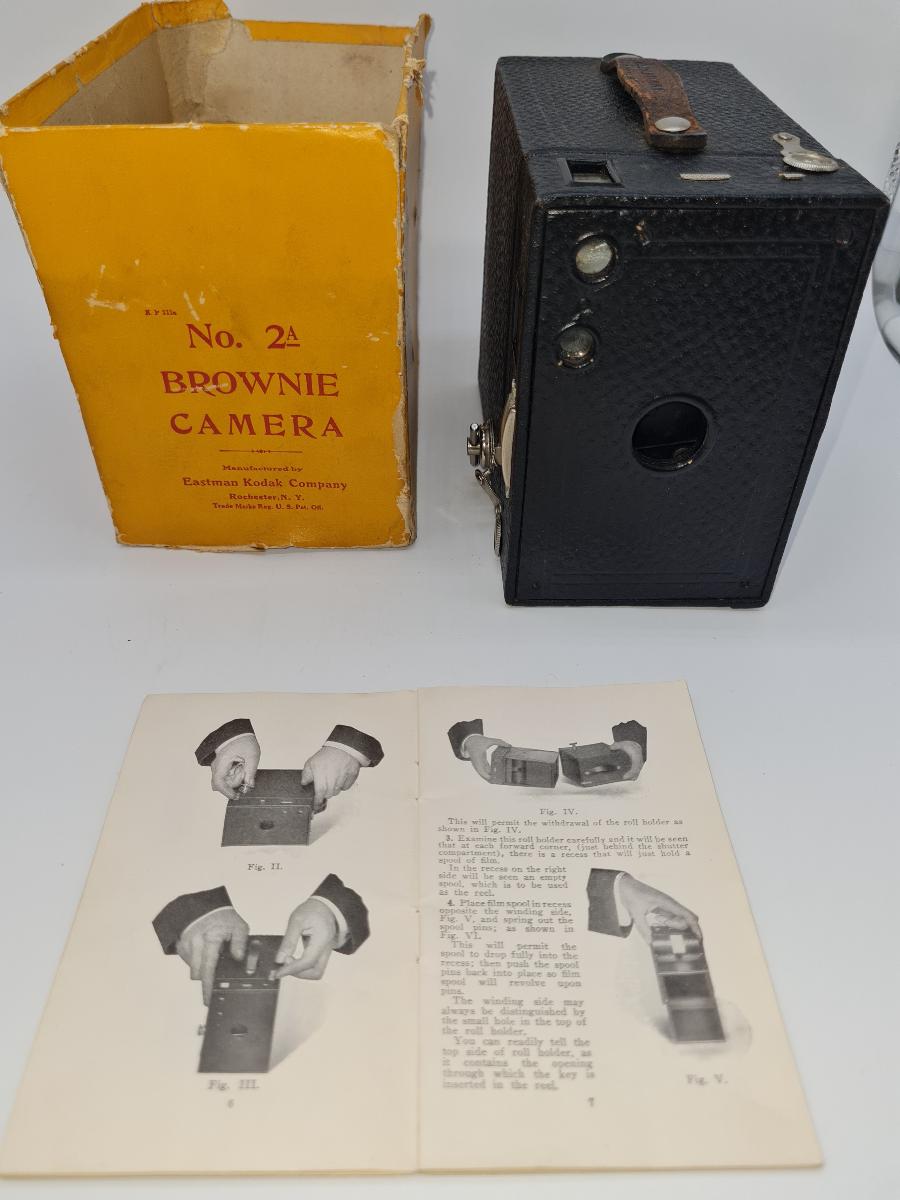 No. 2A
BROWNIE
CAMERA
Manufactured by
Eastman Kodak Company
Rochester, N. Y.
Trade Marks Reg. U. S. Pat. Off.
Fig. II.
Fig. III.
6
Fig. IV.
This will permit the withdrawal of the roll holder as
shown in Fig. IV.
3. Examine this roll holder carefully and it will be seen
that at each forward corner, (just behind the shutter
compartment), there is a recess that will just hold a
spool of film.
In the recess on the right
side will be seen an empty
spool, which is to be used
as the reel.
4. Place film spool in recess
opposite the winding side,
Fig. V, and spring out the
spool pins; as shown in
Fig. VI.
This will permit the
spool to drop fully into the
recess; then push the spool
pins back into place so film
spool will revolve upon
pins.
The winding side may
always be distinguished by
the small hole in the top of
the roll holder.
You can readily tell the
top side of roll holder, as
it contains the opening
through which the key is
inserted in the reel.
Fig. V.
7